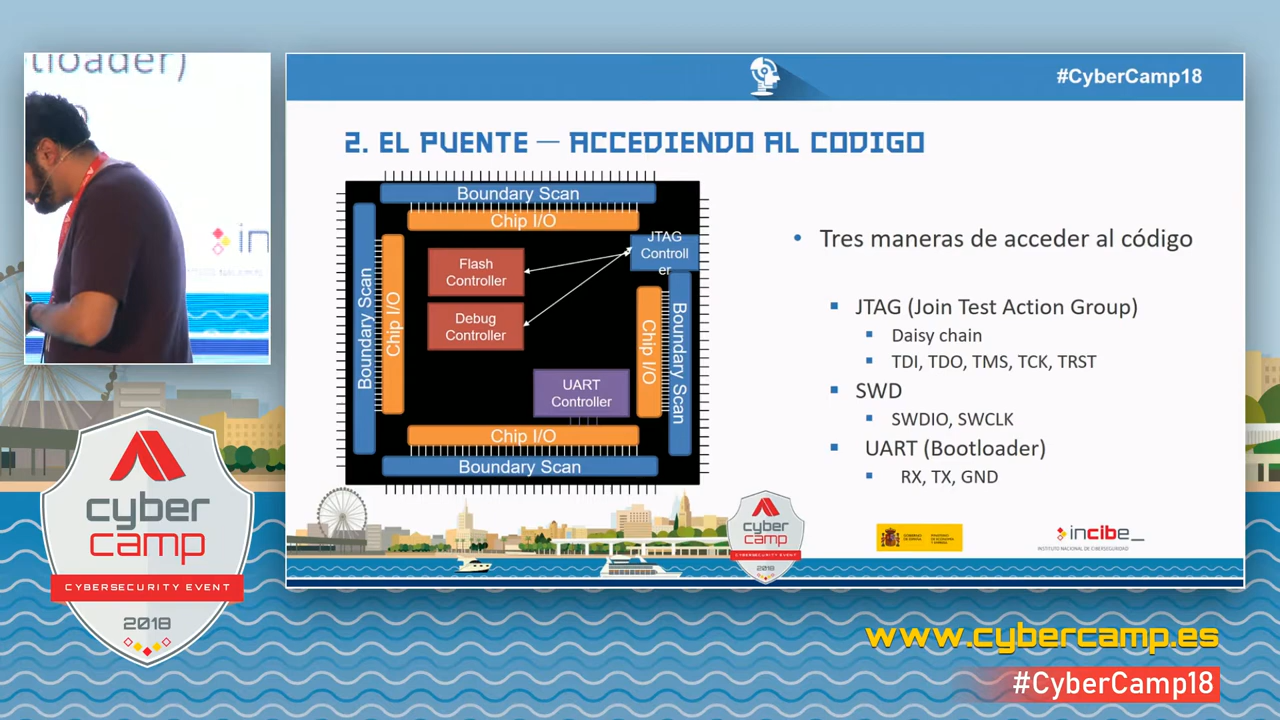 tloader)
in
#CyberCamp18
2. EL PUENTE — ACCEDIENDO AL CODIGO
Boundary Scan
Chip I/O
JTAG
Controll
er
Flash
Controller
Debug
Controller
UART
Controller
Boundary Scan
Chip I/O
Chip I/O
Boundary Scan
Chip I/O
Boundary Scan
• Tres maneras de acceder al código
JTAG (Join Test Action Group)
Daisy chain
TDI, TDO, TMS, TCK, TRST
SWD
SWDIO, SWCLK
UART (Bootloader)
RX, TX, GND
cyber
camp
CYBERSECURITY EVENT
2018
incibe_
INSTITUTO NACIONAL DE CIBERSEGURIDAD
cyber
camp
CYBERSECURITY EVENT
2018
www.cybercamp.es
#CyberCamp18